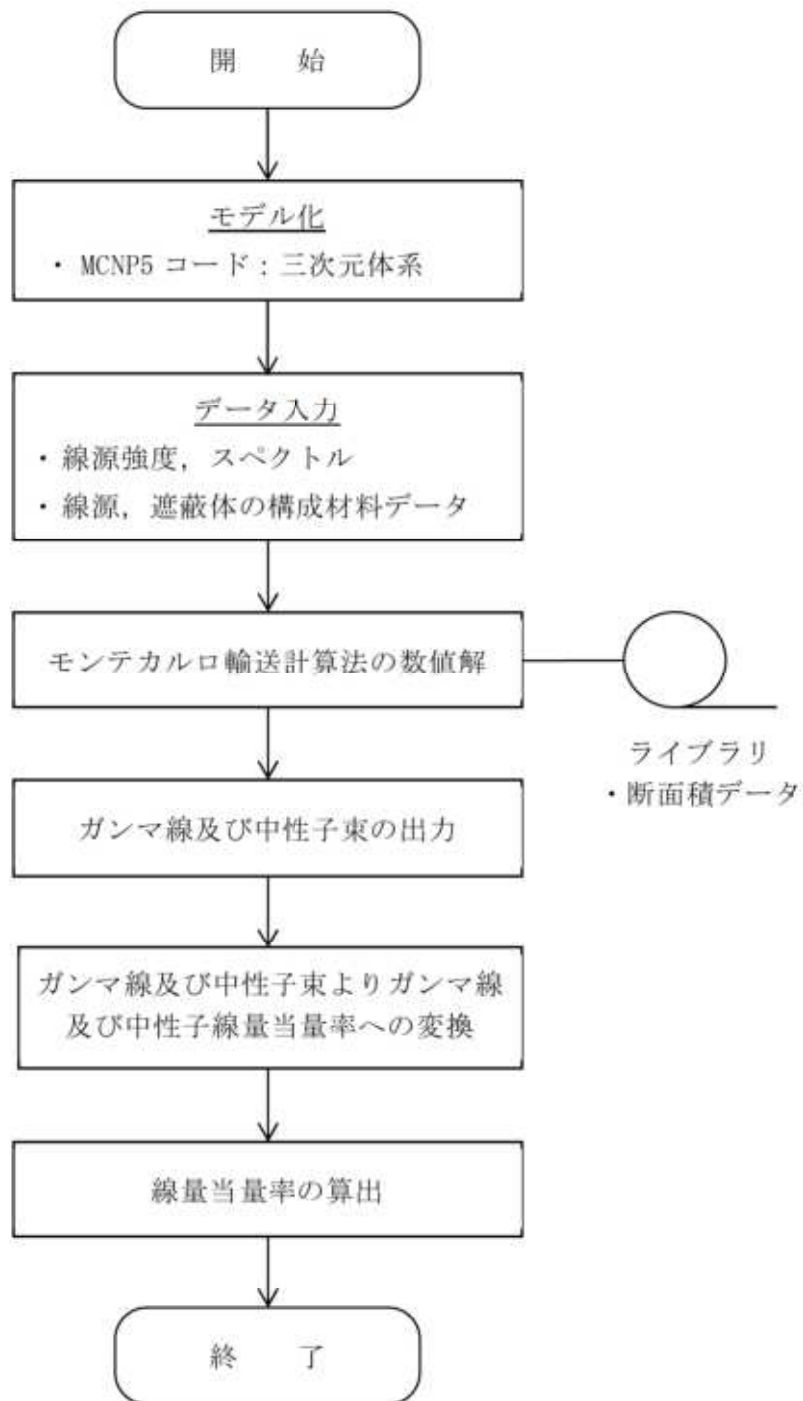 開 始
モデル化
・ MCNP5 コード：三次元体系
データ入力
・線源強度，スペクトル
・線源，遮蔽体の構成材料データ
モンテカルロ輸送計算法の数値解
ライブラリ
・断面積データ
ガンマ線及び中性子束の出力
ガンマ線及び中性子束よりガンマ線
及び中性子線量当量率への変換
線量当量率の算出
終 了